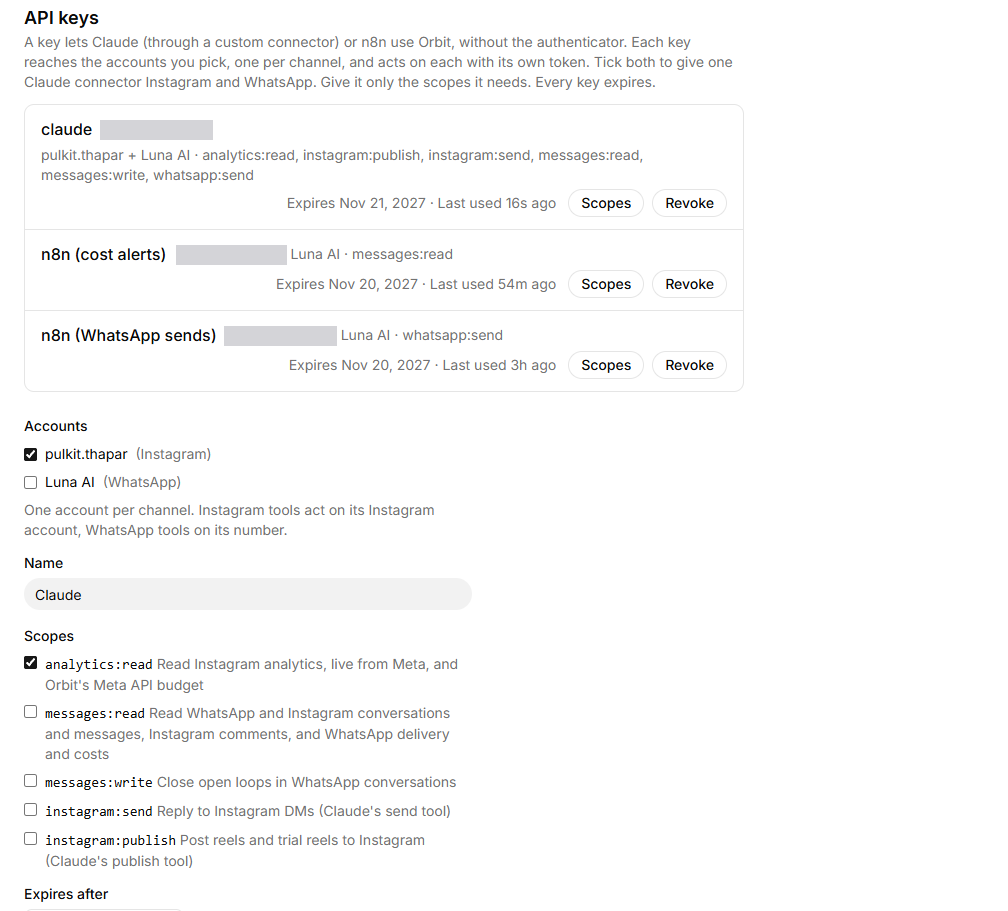 API keys
A key lets Claude (through a custom connector) or n8n use Orbit, without the authenticator. Each key
reaches the accounts you pick, one per channel, and acts on each with its own token. Tick both to give one
Claude connector Instagram and WhatsApp. Give it only the scopes it needs. Every key expires.
claude
pulkit.thapar + Luna AI · analytics:read, instagram:publish, instagram:send, messages:read,
messages:write, whatsapp:send
Expires Nov 21, 2027 · Last used 16s ago Scopes Revoke
n8n (cost alerts) Luna AI · messages:read
Expires Nov 20, 2027 · Last used 54m ago Scopes Revoke
n8n (WhatsApp sends) Luna AI · whatsapp:send
Expires Nov 20, 2027 · Last used 3h ago Scopes Revoke
Accounts
pulkit.thapar (Instagram)
Luna AI (WhatsApp)
One account per channel. Instagram tools act on its Instagram
account, WhatsApp tools on its number.
Name
Claude
Scopes
analytics:read Read Instagram analytics, live from Meta, and
Orbit's Meta API budget
messages:read Read WhatsApp and Instagram conversations
and messages, Instagram comments, and WhatsApp delivery
and costs
messages:write Close open loops in WhatsApp conversations
instagram:send Reply to Instagram DMs (Claude's send tool)
instagram:publish Post reels and trial reels to Instagram
(Claude's publish tool)
Expires after